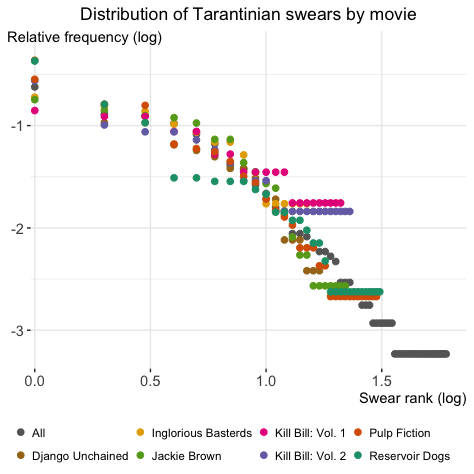 Distribution of Tarantinian swears by movie
Relative frequency (log)
-1
-2
-3
0.0 0.5 1.0 1.5
Swear rank (log)
All Inglorious Basterds Kill Bill: Vol. 1 Pulp Fiction
Django Unchained Jackie Brown Kill Bill: Vol. 2 Reservoir Dogs